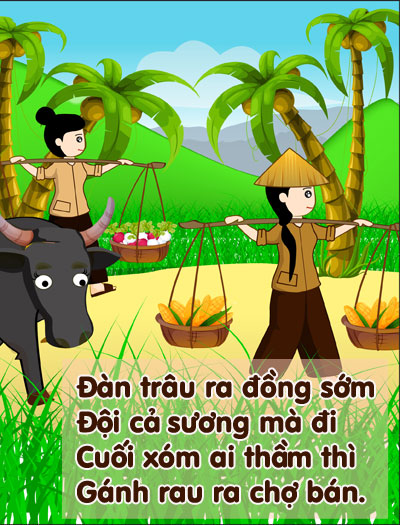 Đàn trâu ra đồng sớm
Đội cả sương mà đi
Cuối xóm ai thầm thì
Gánh rau ra chợ bán.